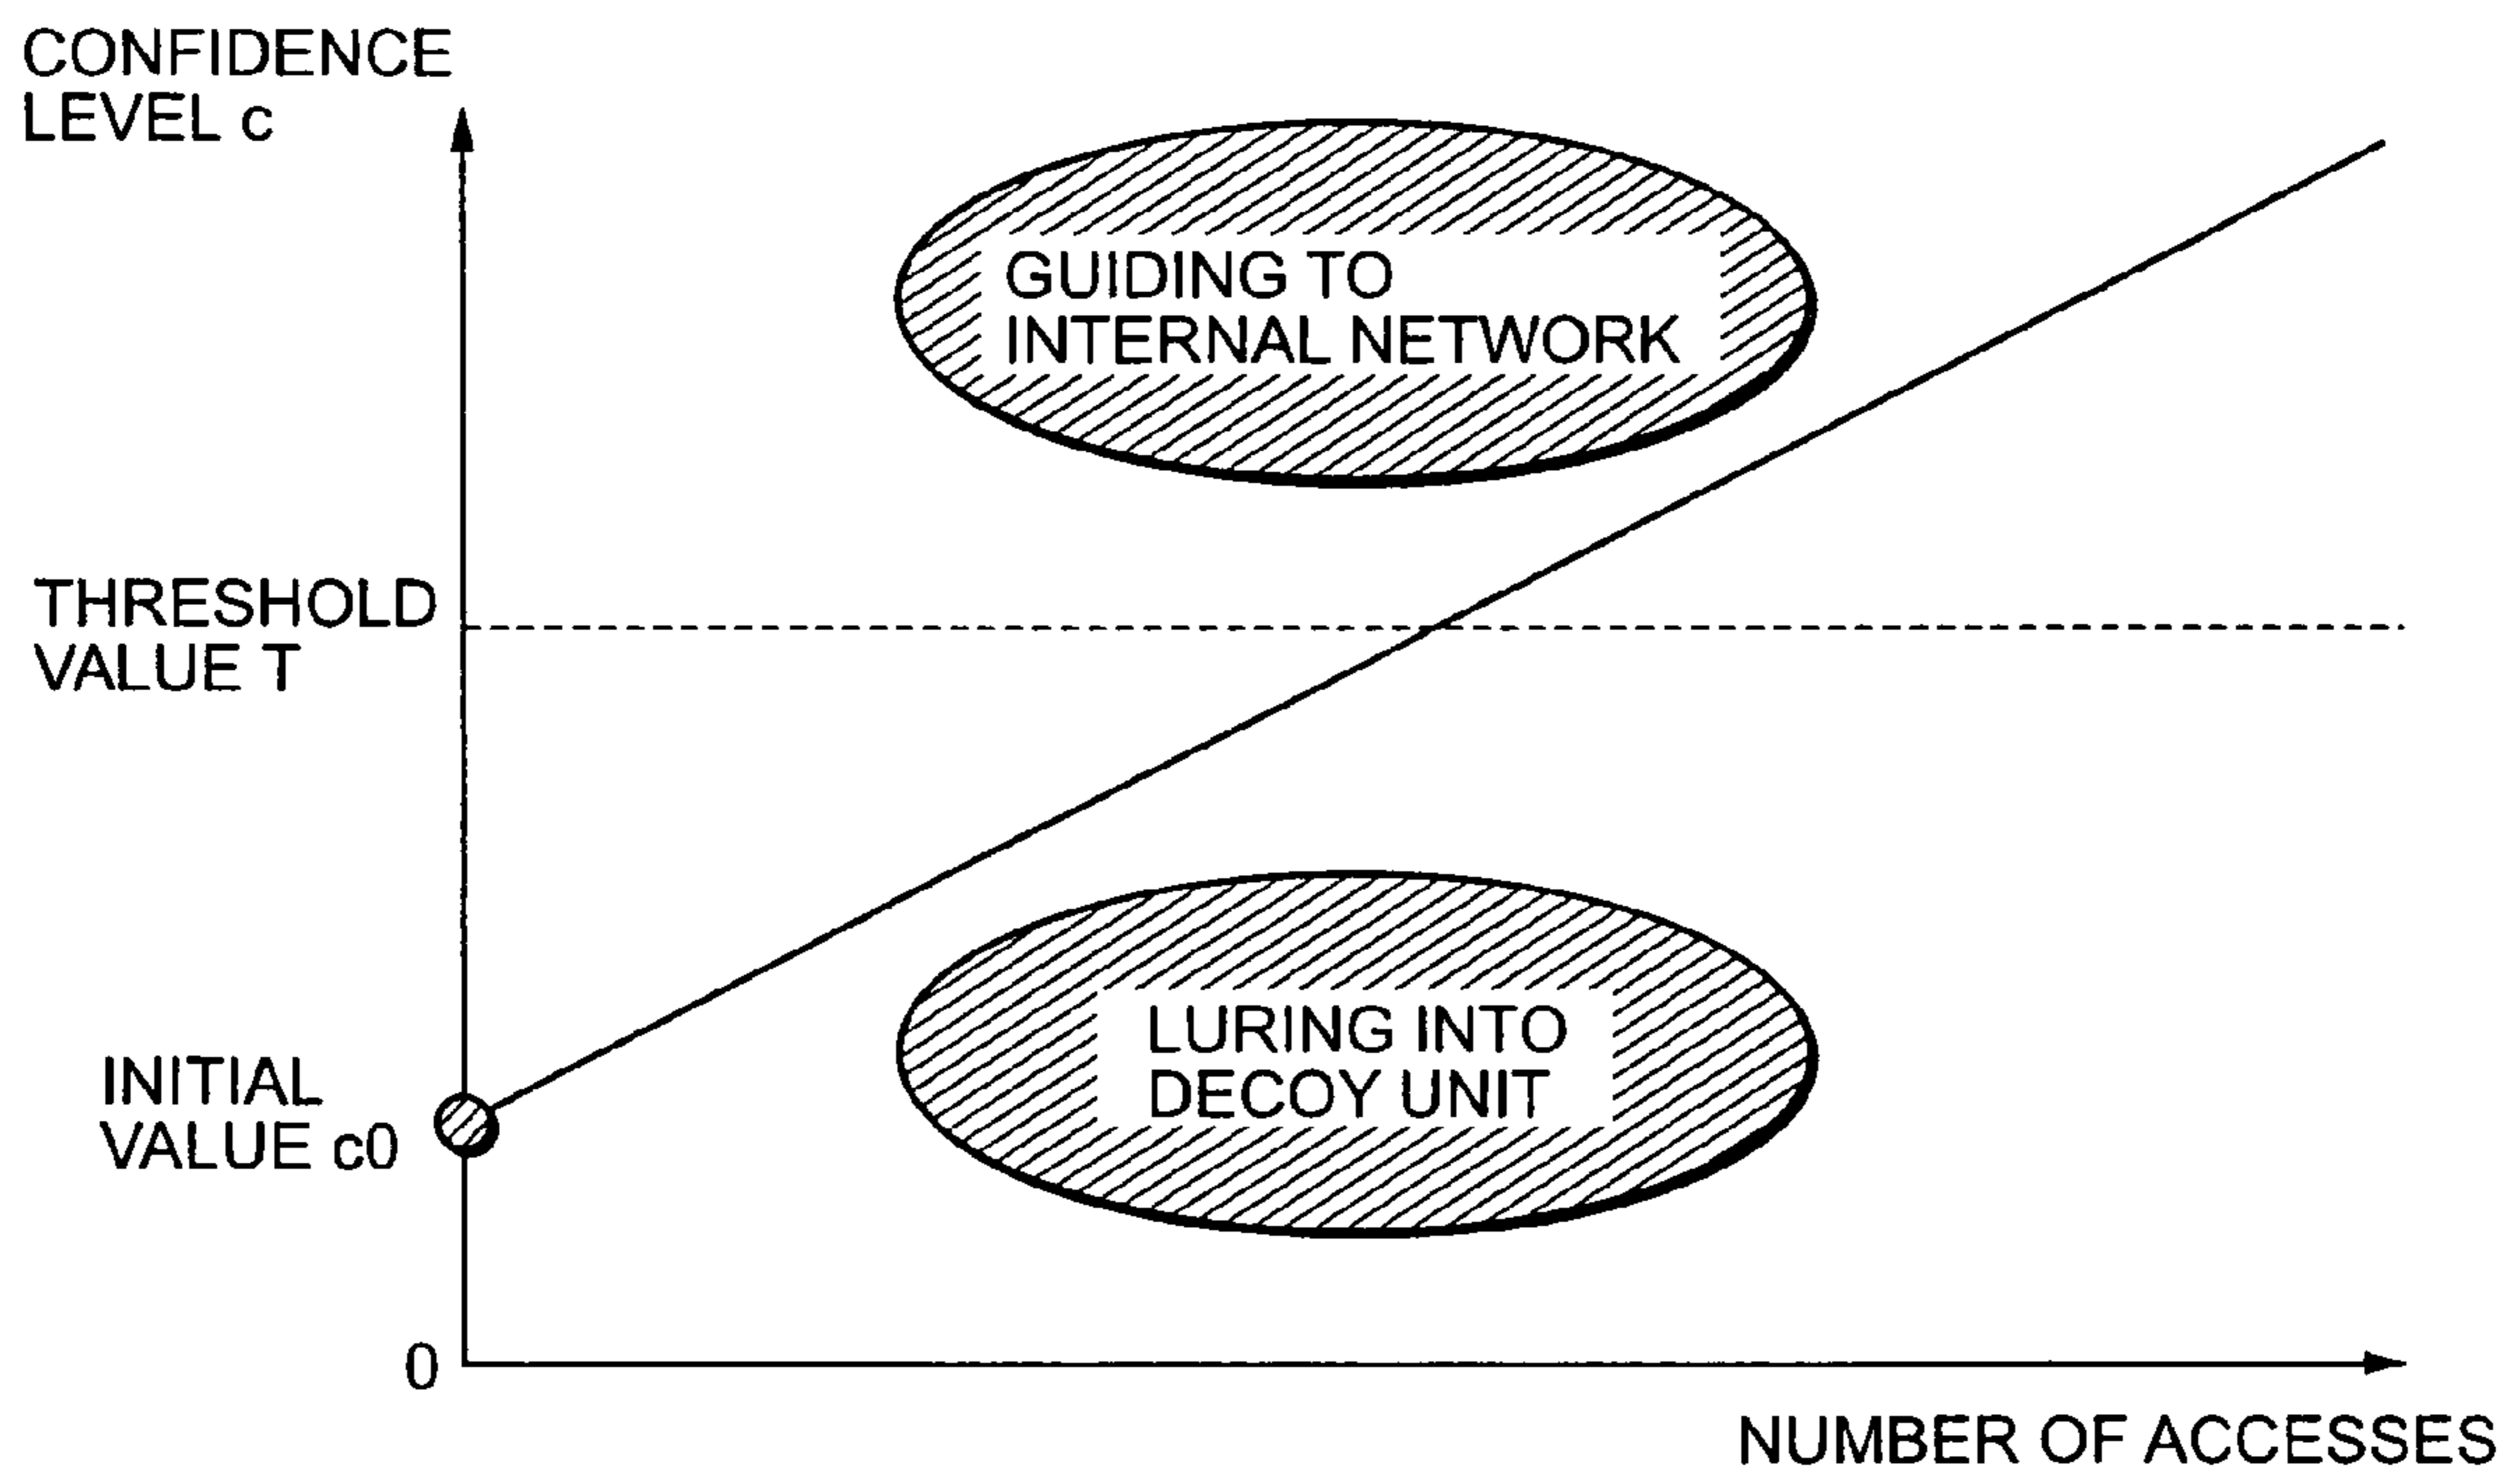 CONFIDENCE
LEVEL c
GUIDING TO
INTERNAL NETWORK
THRESHOLD
VALUE T
LURING INTO
DECOY UNIT
INITIAL
VALUE c0
0
NUMBER OF ACCESSES